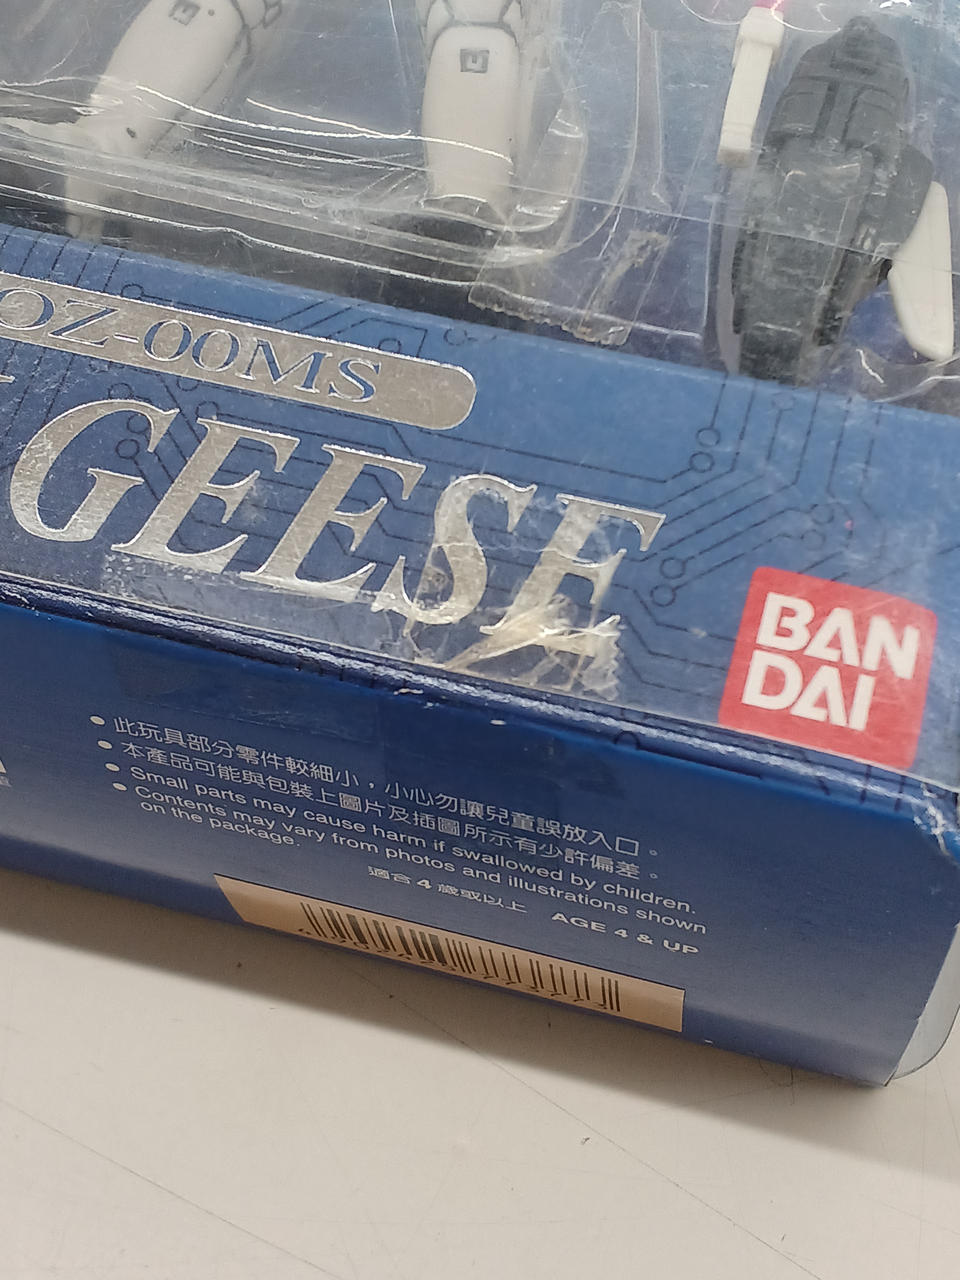 OZ-00MS
GEESE
BAN
DAI
• 此玩具部分零件較細小，小心勿讓兒童誤放入口。
• 本產品可能與包裝上圖片及插圖所示有少許偏差。
• Small parts may cause harm if swallowed by children.
• Contents may vary from photos and illustrations shown
on the package.
適合 4 歲或以上 AGE 4 & UP